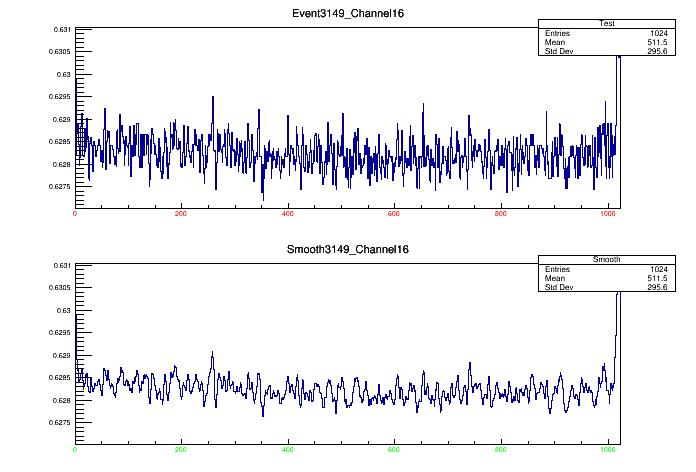 Event3149_Channel16
Test
Entries 1024
Mean 511.5
Std Dev 295.6
0.631
0.6305
0.63
0.6295
0.629
0.6285
0.628
0.6275
0 200 400 600 800 1000
Smooth3149_Channel16
Smooth
Entries 1024
Mean 511.5
Std Dev 295.6
0.631
0.6305
0.63
0.6295
0.629
0.6285
0.628
0.6275
0 200 400 600 800 1000